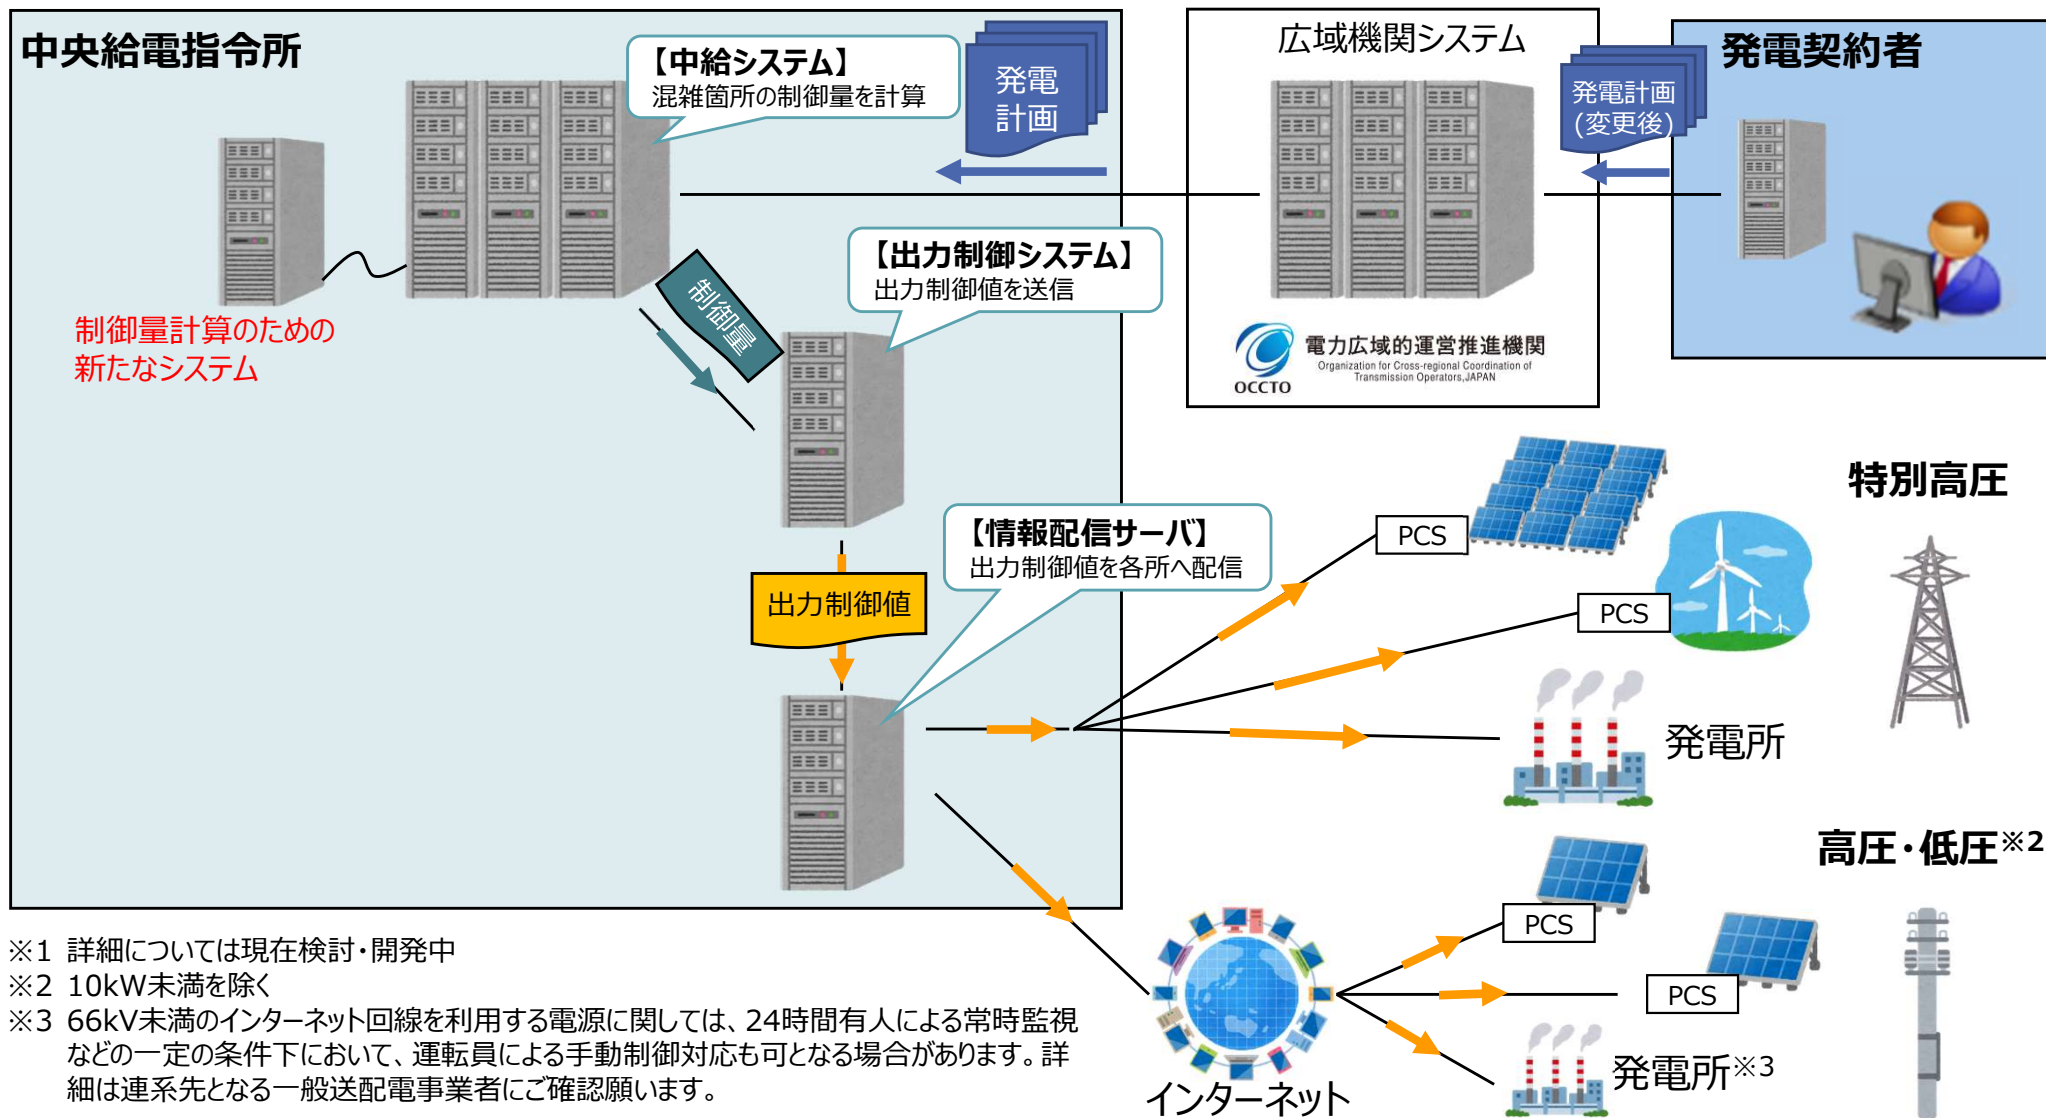 中央給電指令所
【中給システム】
混雑箇所の制御量を計算
発電
計画
広域機関システム
発電計画
(変更後)
発電契約者
制御量計算のための
新たなシステム
制御量
【出力制御システム】
出力制御値を送信
OCCTO
電力広域的運営推進機関
Organization for Cross-regional Coordination of
Transmission Operators,JAPAN
出力制御値
【情報配信サーバ】
出力制御値を各所へ配信
PCS
PCS
特別高圧
発電所
高圧・低圧※2
PCS
PCS
発電所※3
インターネット
※1 詳細については現在検討・開発中
※2 10kW未満を除く
※3 66kV未満のインターネット回線を利用する電源に関しては、24時間有人による常時監視
などの一定の条件下において、運転員による手動制御対応も可となる場合があります。詳
細は連系先となる一般送配電事業者にご確認願います。